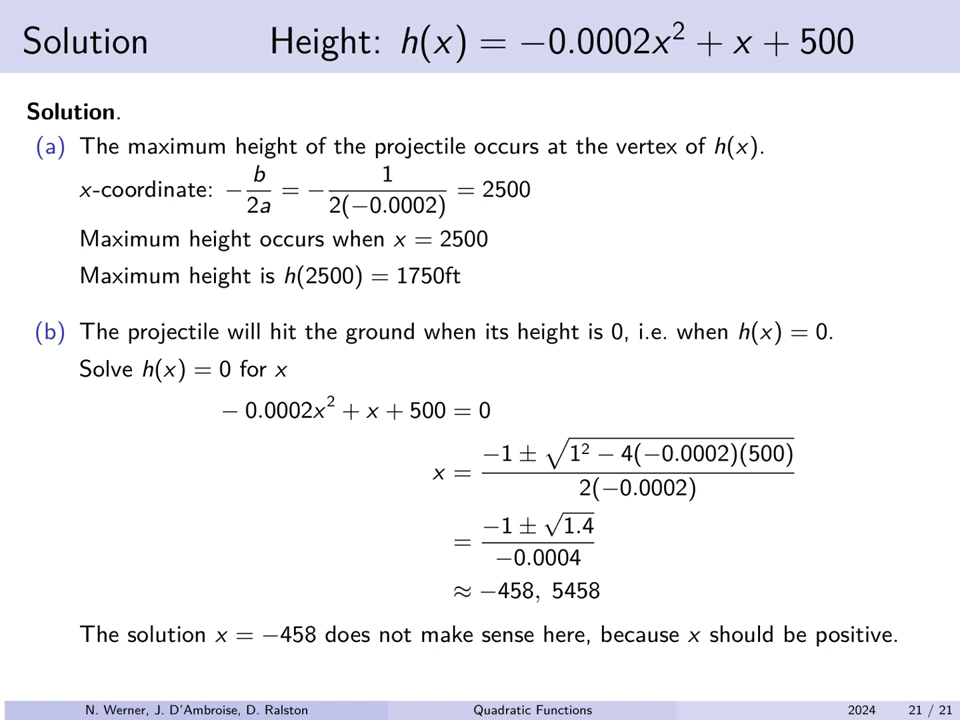 Solution Height: h(x) = −0.0002x² + x + 500
Solution.
(a) The maximum height of the projectile occurs at the vertex of h(x).
x-coordinate: −b/2a = −1/2(−0.0002) = 2500
Maximum height occurs when x = 2500
Maximum height is h(2500) = 1750ft
(b) The projectile will hit the ground when its height is 0, i.e. when h(x) = 0.
Solve h(x) = 0 for x
− 0.0002x² + x + 500 = 0
x = −1 ± √1² − 4(−0.0002)(500) / 2(−0.0002)
= −1 ± √1.4 / −0.0004
≈ −458, 5458
The solution x = −458 does not make sense here, because x should be positive.
N. Werner, J. D'Ambroise, D. Ralston Quadratic Functions 2024 21 / 21